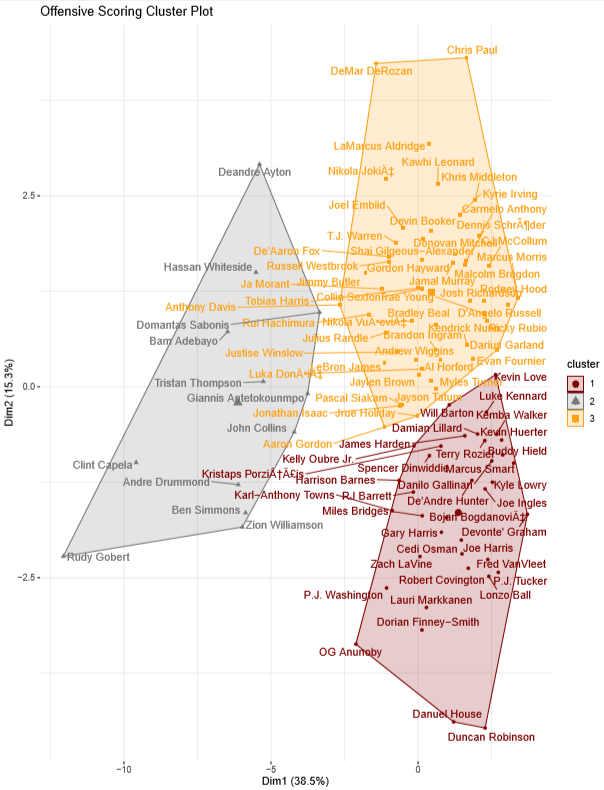 Offensive Scoring Cluster Plot
Chris Paul
DeMar DeRozan
LaMarcus Aldridge
Kawhi Leonard
Deandre Ayton
Nikola JokiÄ‡
Khris Middleton
2.5
Kyrie Irving
Joel Embiid
Carmelo Anthony
Devin Booker
Dennis SchrÃ¶der
T.J. Warren
Donovan Mitchell
CJ McCollum
De'Aaron Fox
Shai Gilgeous−Alexander
Marcus Morris
Hassan Whiteside
Russell Westbrook
Gordon Hayward
Malcolm Brogdon
Ja Morant
Jimmy Butler
Jamal Murray
Rodney Hood
Tobias Harris
Collin Sexton
Trae Young
Josh Richardson
Anthony Davis
Bradley Beal
D'Angelo Russell
Domantas Sabonis
Rui Hachimura
Nikola VuÄeviÄ‡
Kendrick Nunn
Ricky Rubio
Bam Adebayo
Julius Randle
Brandon Ingram
Darius Garland
cluster
Justise Winslow
Andrew Wiggins
Evan Fournier
LeBron James
Al Horford
Luka DonÄiÄ‡
Kevin Love
1
Tristan Thompson
Jaylen Brown
Myles Turner
2
0.0
Giannis Antetokounmpo
Pascal Siakam
Jayson Tatum
Luke Kennard
3
Jonathan Isaac
Jrue Holiday
Will Barton
Kemba Walker
John Collins
Damian Lillard
Kevin Huerter
Aaron Gordon
James Harden
Kelly Oubre Jr.
Terry Rozier
Buddy Hield
Clint Capela
Spencer Dinwiddie
Marcus Smart
Kristaps PorziÅ†Ä£is
Harrison Barnes
Danilo Gallinari
Kyle Lowry
Andre Drummond
Karl−Anthony Towns
RJ Barrett
De'Andre Hunter
Joe Ingles
Ben Simmons
Miles Bridges
Bojan BogdanoviÄ‡
Zion Williamson
Gary Harris
Devonte' Graham
Rudy Gobert
Cedi Osman
Joe Harris
Zach LaVine
Fred VanVleet
−2.5
Robert Covington
P.J. Tucker
P.J. Washington
Lonzo Ball
Lauri Markkanen
Dorian Finney−Smith
OG Anunoby
Danuel House
Duncan Robinson
−10
−5
0
Dim1 (38.5%)
Dim2 (15.3%)